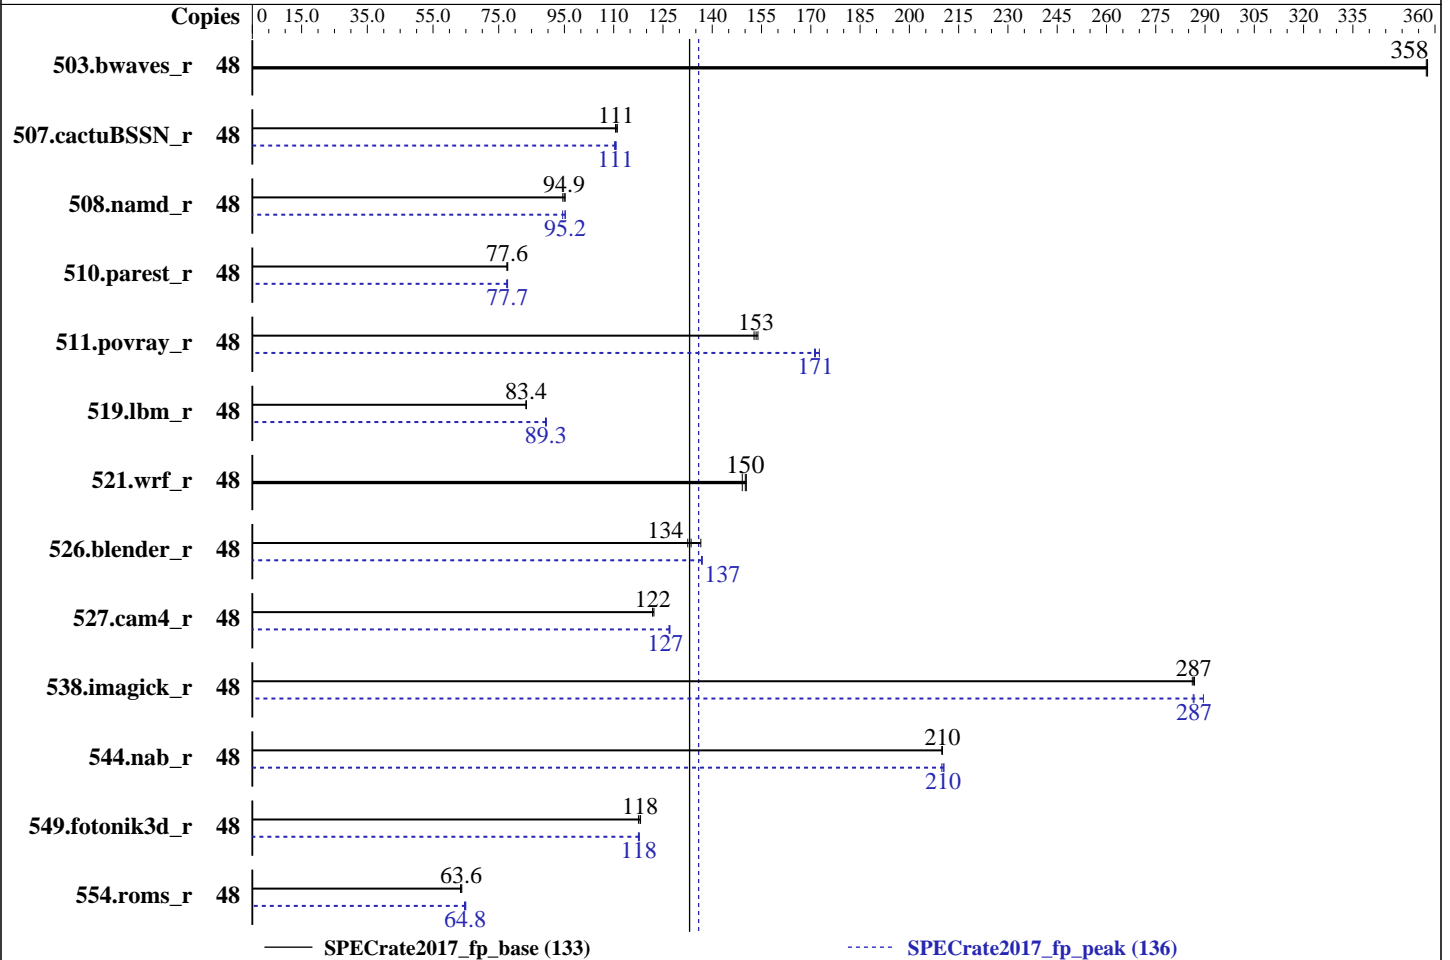 Copies 0 15.0 35.0 55.0 75.0 95.0 110 125 140 155 170 185 200 215 230 245 260 275 290 305 320 335 360
503.bwaves_r 48 358
507.cactuBSSN_r 48 111
111
508.namd_r 48 94.9
95.2
510.parest_r 48 77.6
77.7
511.povray_r 48 153
171
519.lbm_r 48 83.4
89.3
521.wrf_r 48 150
526.blender_r 48 134
137
527.cam4_r 48 122
127
538.imagick_r 48 287
287
544.nab_r 48 210
210
549.fotonik3d_r 48 118
118
554.roms_r 48 63.6
64.8
SPECrate2017_fp_base (133) SPECrate2017_fp_peak (136)